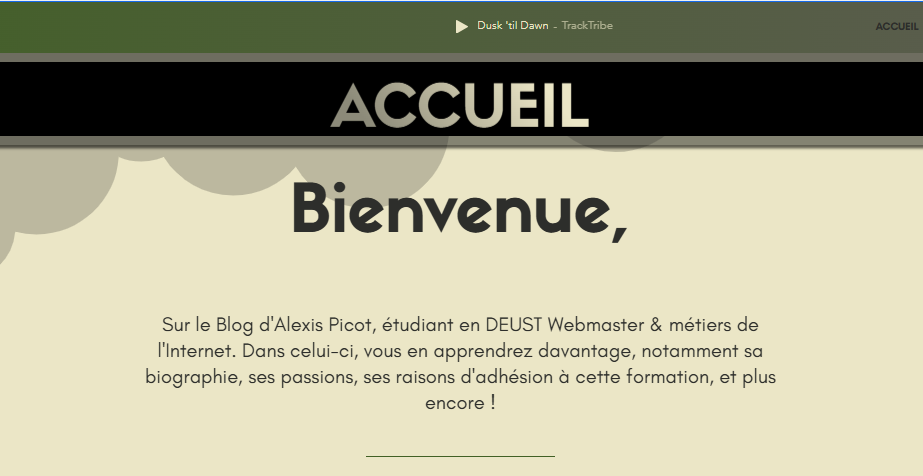 Dusk 'til Dawn - TrackTribe
ACCUEIL
ACCUEIL
Bienvenue,
Sur le Blog d'Alexis Picot, étudiant en DEUST Webmaster & métiers de
l'Internet. Dans celui-ci, vous en apprendrez davantage, notamment sa
biographie, ses passions, ses raisons d'adhésion à cette formation, et plus
encore !